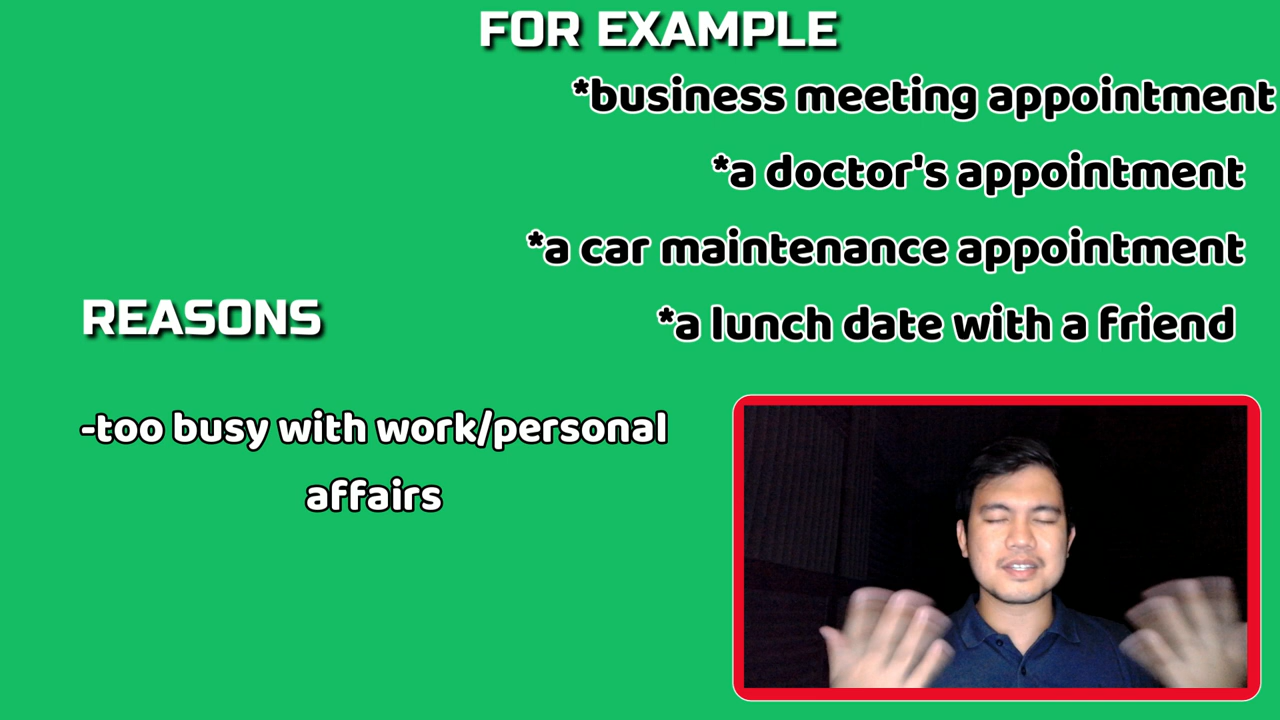 FOR EXAMPLE
*business meeting appointment
*a doctor's appointment
*a car maintenance appointment
*a lunch date with a friend
REASONS
-too busy with work/personal
affairs